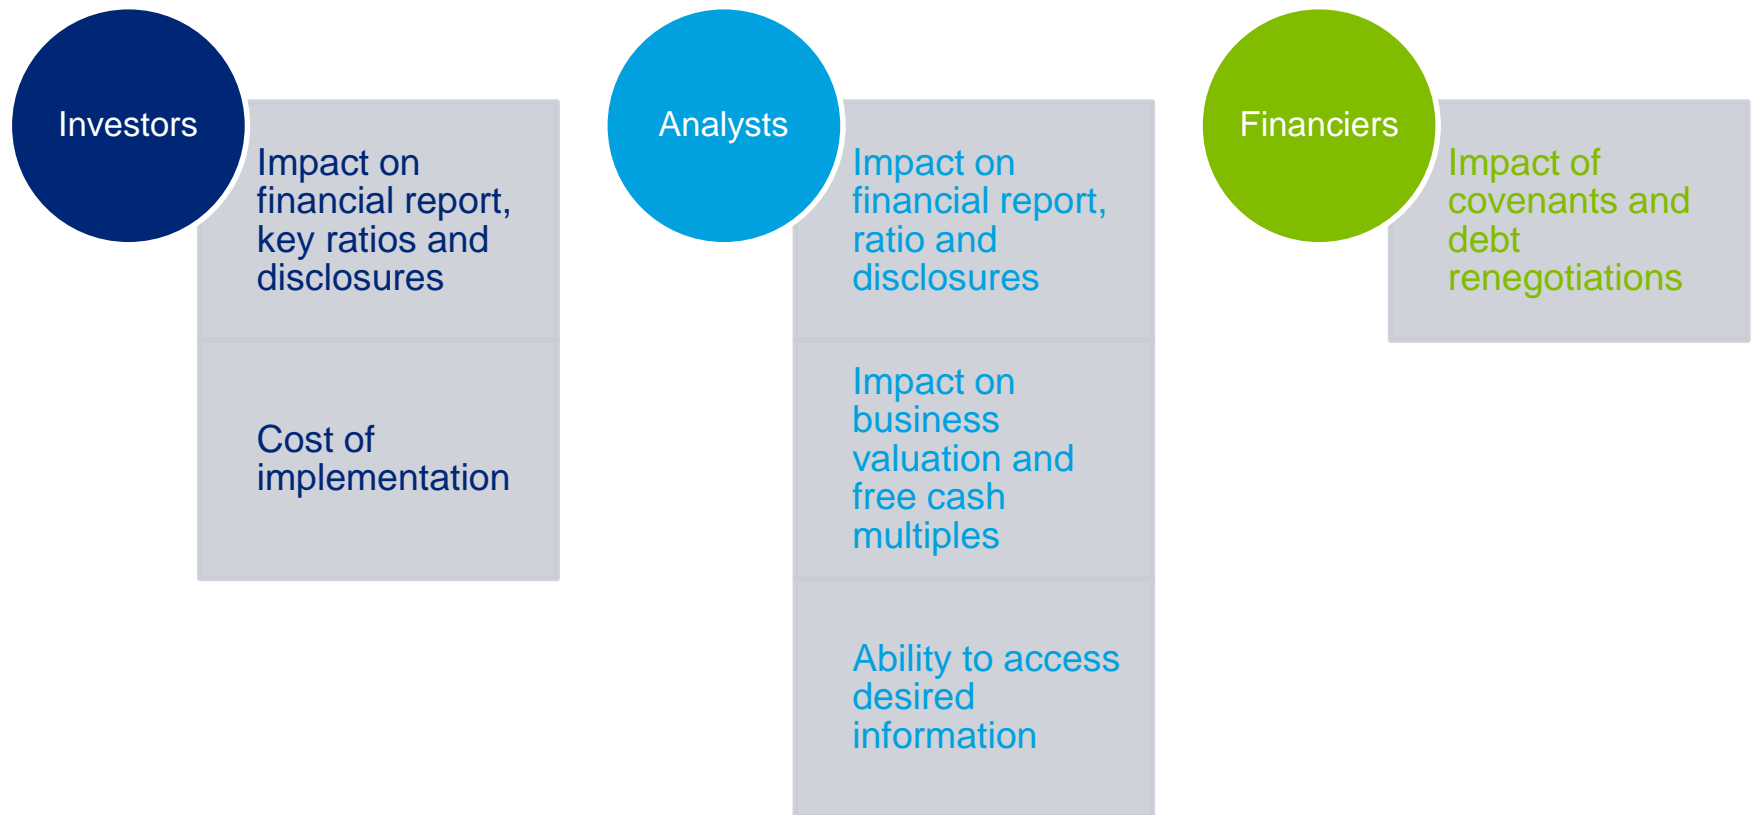 Investors
Impact on
financial report,
key ratios and
disclosures
Cost of
implementation
Analysts
Impact on
financial report,
ratio and
disclosures
Impact on
business
valuation and
free cash
multiples
Ability to access
desired
information
Financiers
Impact of
covenants and
debt
renegotiations